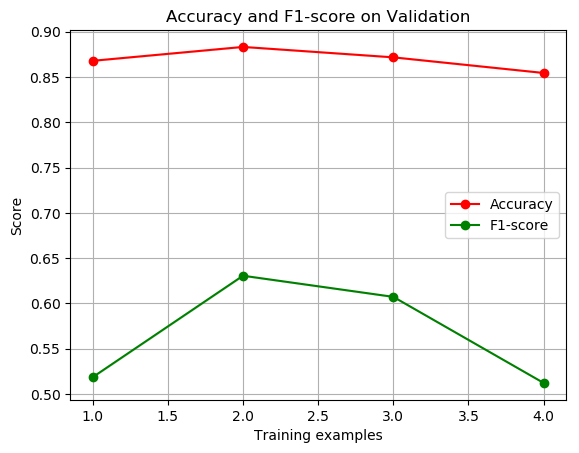 Accuracy and F1-score on Validation
0.90
0.85
0.80
0.75
0.70
0.65
0.60
0.55
0.50
Score
Accuracy
F1-score
1.0 1.5 2.0 2.5 3.0 3.5 4.0
Training examples